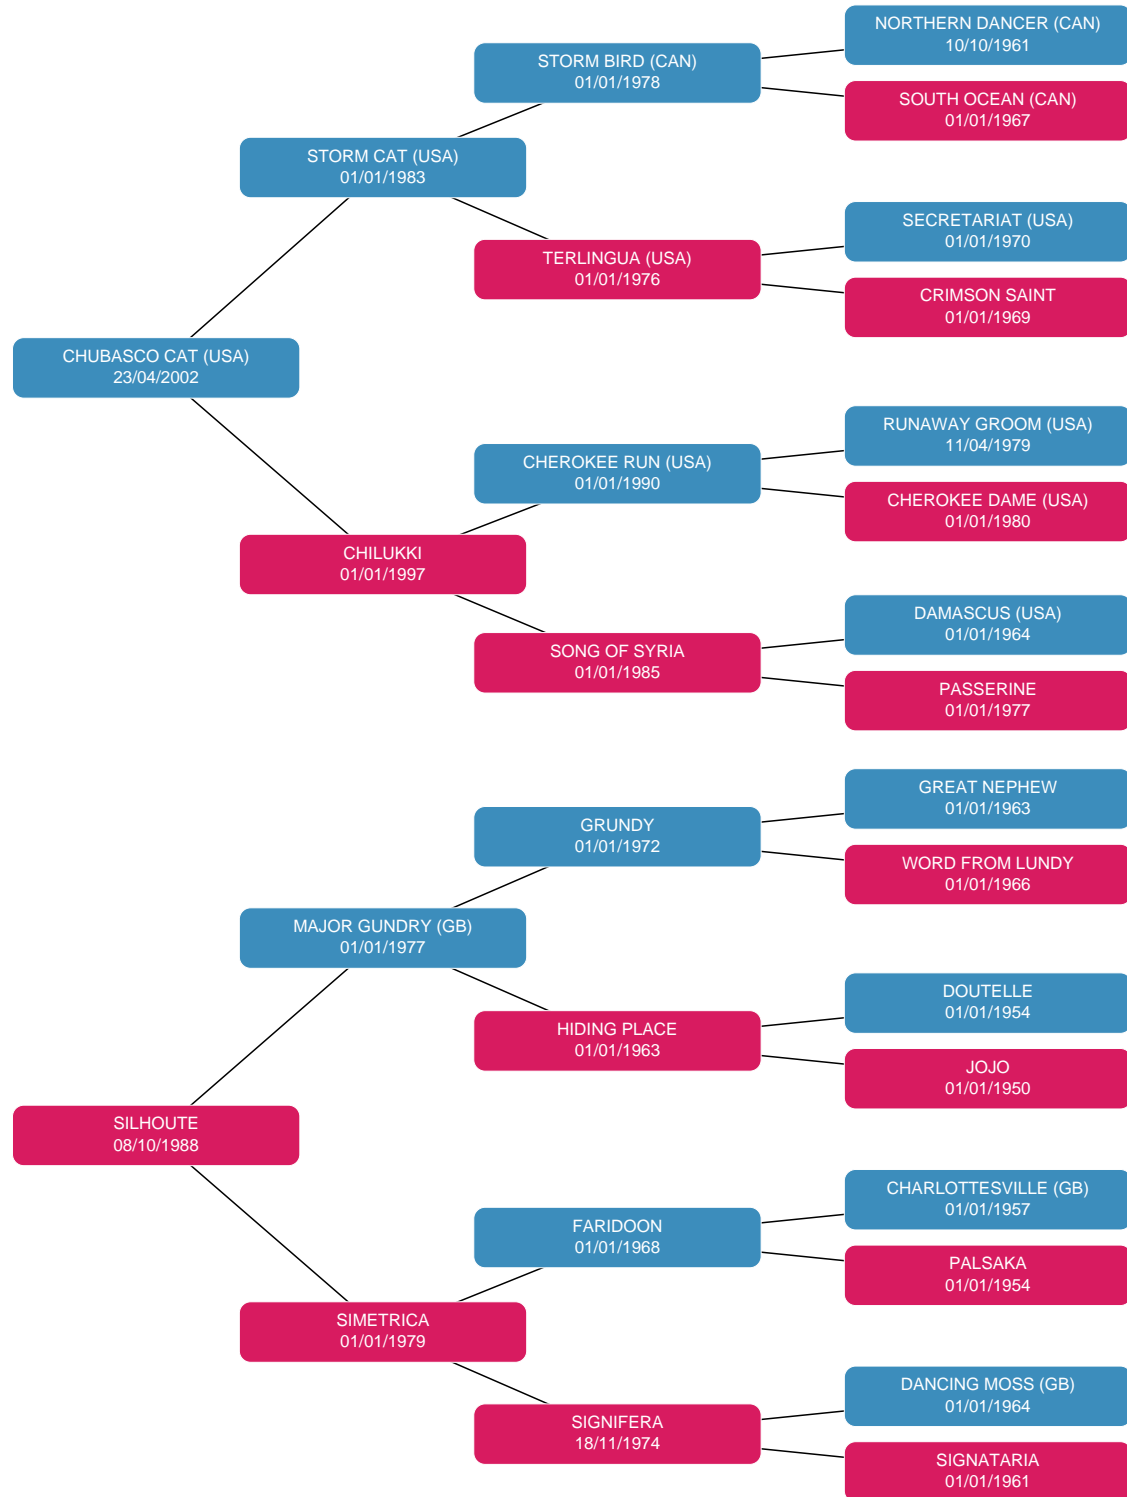 NORTHERN DANCER (CAN)
10/10/1961
STORM BIRD (CAN)
01/01/1978
SOUTH OCEAN (CAN)
01/01/1967
STORM CAT (USA)
01/01/1983
SECRETARIAT (USA)
01/01/1970
TERLINGUA (USA)
01/01/1976
CRIMSON SAINT
01/01/1969
CHUBASCO CAT (USA)
23/04/2002
RUNAWAY GROOM (USA)
11/04/1979
CHEROKEE RUN (USA)
01/01/1990
CHEROKEE DAME (USA)
01/01/1980
CHILUKKI
01/01/1997
DAMASCUS (USA)
01/01/1964
SONG OF SYRIA
01/01/1985
PASSERINE
01/01/1977
GREAT NEPHEW
01/01/1963
GRUNDY
01/01/1972
WORD FROM LUNDY
01/01/1966
MAJOR GUNDRY (GB)
01/01/1977
DOUTELLE
01/01/1954
HIDING PLACE
01/01/1963
JOJO
01/01/1950
SILHOUTE
08/10/1988
CHARLOTTESVILLE (GB)
01/01/1957
FARIDOON
01/01/1968
PALSAKA
01/01/1954
SIMETRICA
01/01/1979
DANCING MOSS (GB)
01/01/1964
SIGNIFERA
18/11/1974
SIGNATARIA
01/01/1961